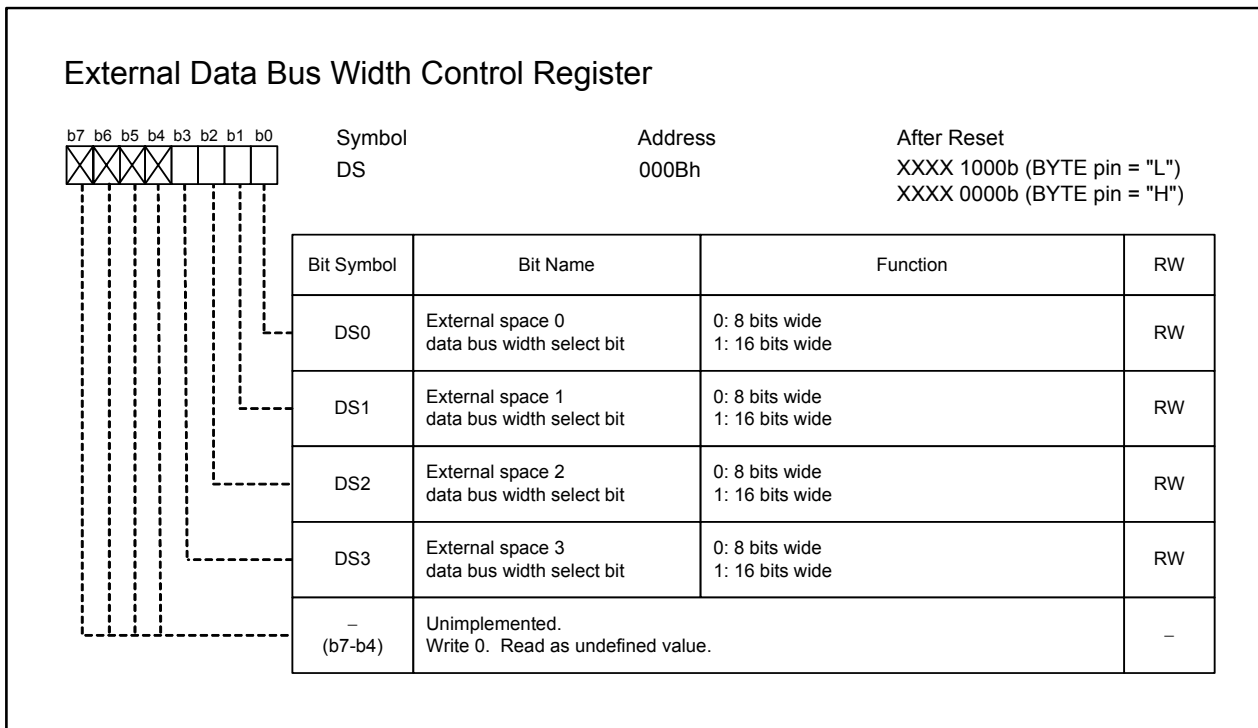 External Data Bus Width Control Register
b7 b6 b5 b4 b3 b2 b1 b0
Symbol Address After Reset
DS 000Bh XXXX 1000b (BYTE pin = "L")
XXXX 0000b (BYTE pin = "H")
Bit Symbol Bit Name Function RW
DS0 External space 0 0: 8 bits wide RW
data bus width select bit 1: 16 bits wide
DS1 External space 1 0: 8 bits wide RW
data bus width select bit 1: 16 bits wide
DS2 External space 2 0: 8 bits wide RW
data bus width select bit 1: 16 bits wide
DS3 External space 3 0: 8 bits wide RW
data bus width select bit 1: 16 bits wide
– Unimplemented. –
(b7-b4) Write 0. Read as undefined value.